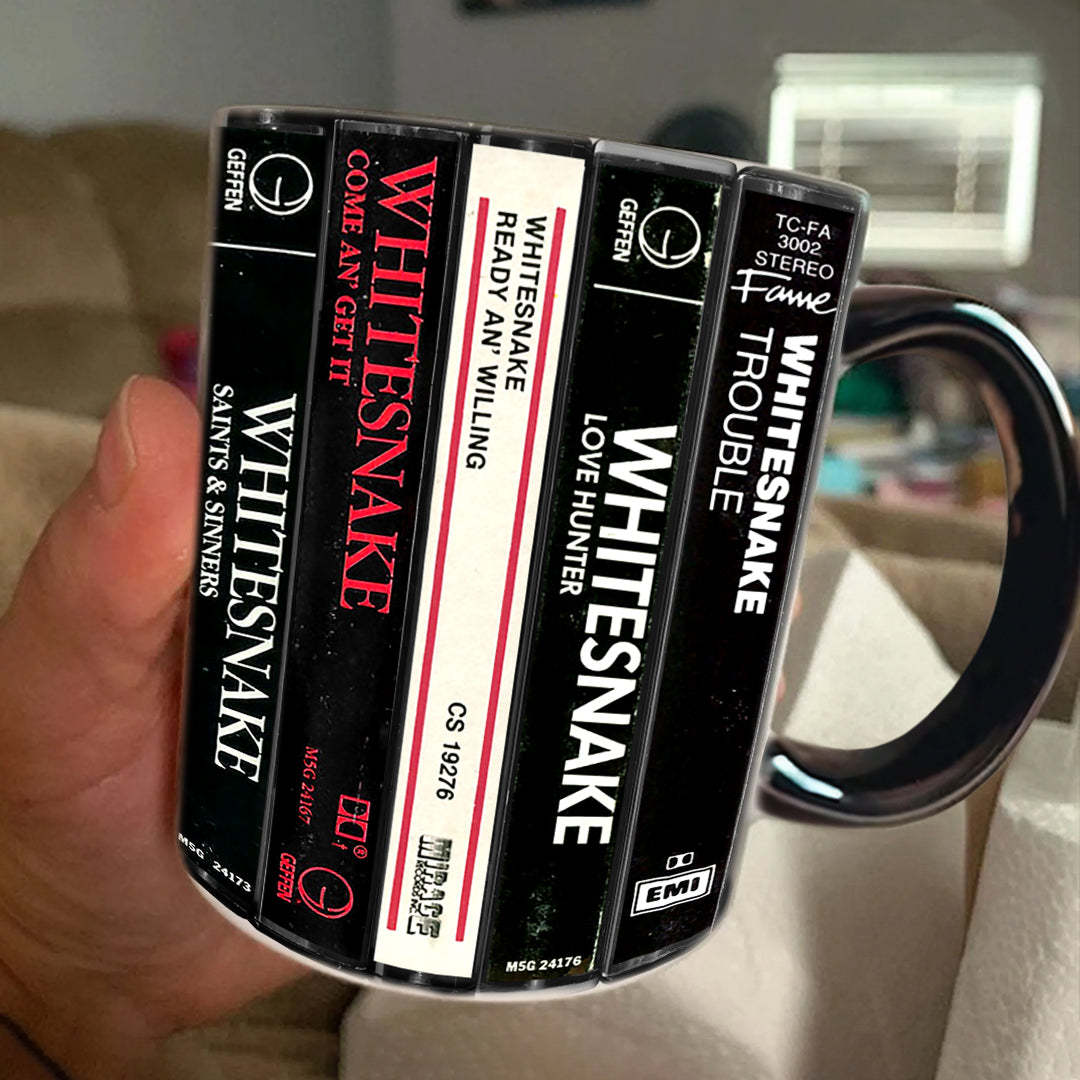 GEFFEN
WHITESNAKE
SAINTS & SINNERS
M5G 24173
WHITESNAKE
COME AN' GET IT
M5G 24167
GEFFEN
WHITESNAKE
READY AN' WILLING
CS 19276
MIRAGE
GEFFEN
WHITESNAKE
LOVE HUNTER
M5G 24176
TC-FA
3002
STEREO
Fame
WHITESNAKE
TROUBLE
EMI